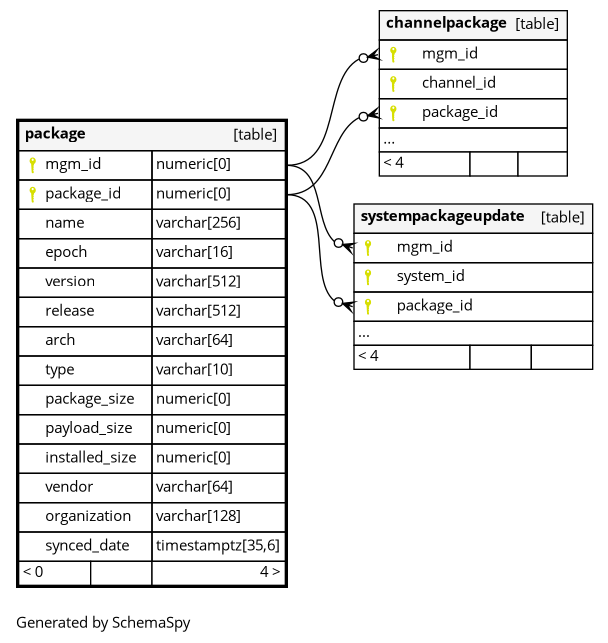 channelpackage [table]
mgm_id
channel_id
package_id
...
< 4
package [table]
mgm_id numeric[0]
package_id numeric[0]
name varchar[256]
epoch varchar[16]
version varchar[512]
release varchar[512]
arch varchar[64]
type varchar[10]
package_size numeric[0]
payload_size numeric[0]
installed_size numeric[0]
vendor varchar[64]
organization varchar[128]
synced_date timestamptz[35,6]
< 0 4 >
systempackageupdate [table]
mgm_id
system_id
package_id
...
< 4
Generated by SchemaSpy